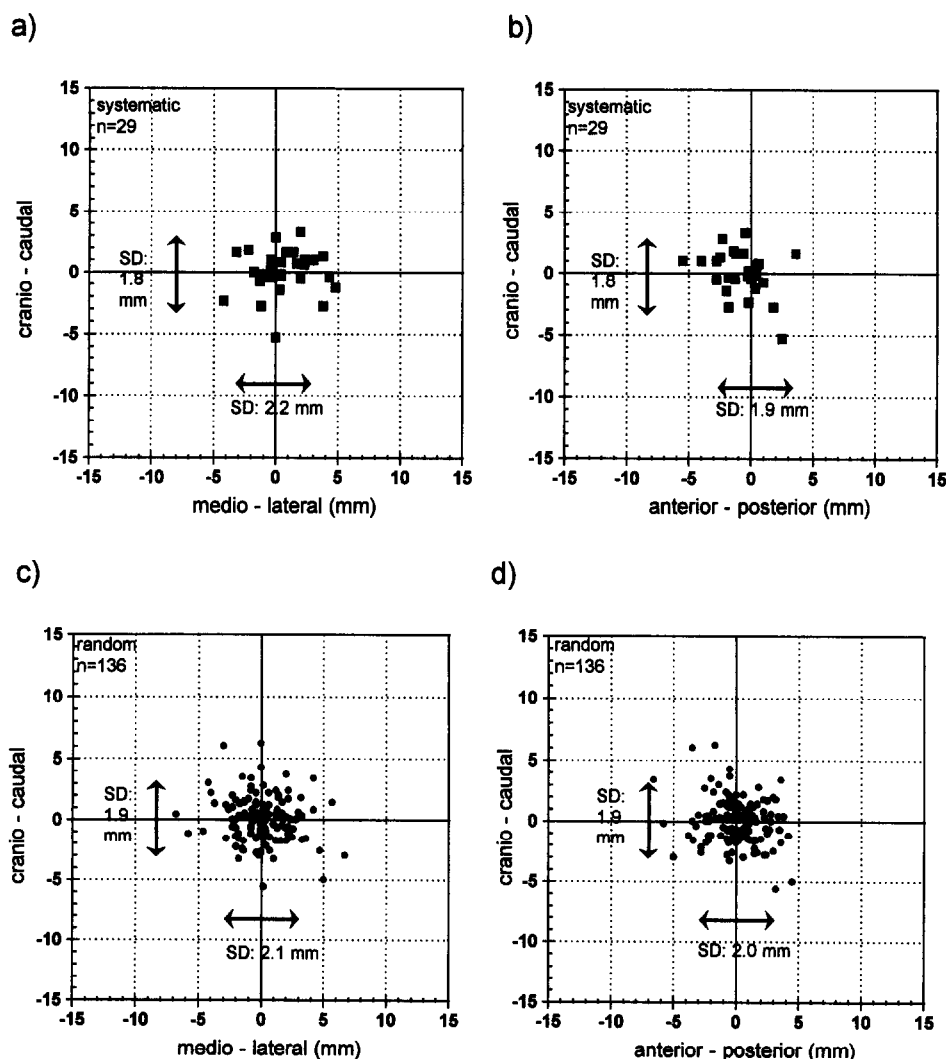 a)
15
10
5
0
-5
-10
-15
cranio - caudal
systematic
n=29
SD:
1.8
mm
SD: 2.2 mm
-15 -10 -5 0 5 10 15
medio - lateral (mm)
b)
15
10
5
0
-5
-10
-15
cranio - caudal
systematic
n=29
SD:
1.8
mm
SD: 1.9 mm
-15 -10 -5 0 5 10 15
anterior - posterior (mm)
c)
15
10
5
0
-5
-10
-15
cranio - caudal
random
n=136
SD:
1.9
mm
SD: 2.1 mm
-15 -10 -5 0 5 10 15
medio - lateral (mm)
d)
15
10
5
0
-5
-10
-15
cranio - caudal
random
n=136
SD:
1.9
mm
SD: 2.0 mm
-15 -10 -5 0 5 10 15
anterior - posterior (mm)